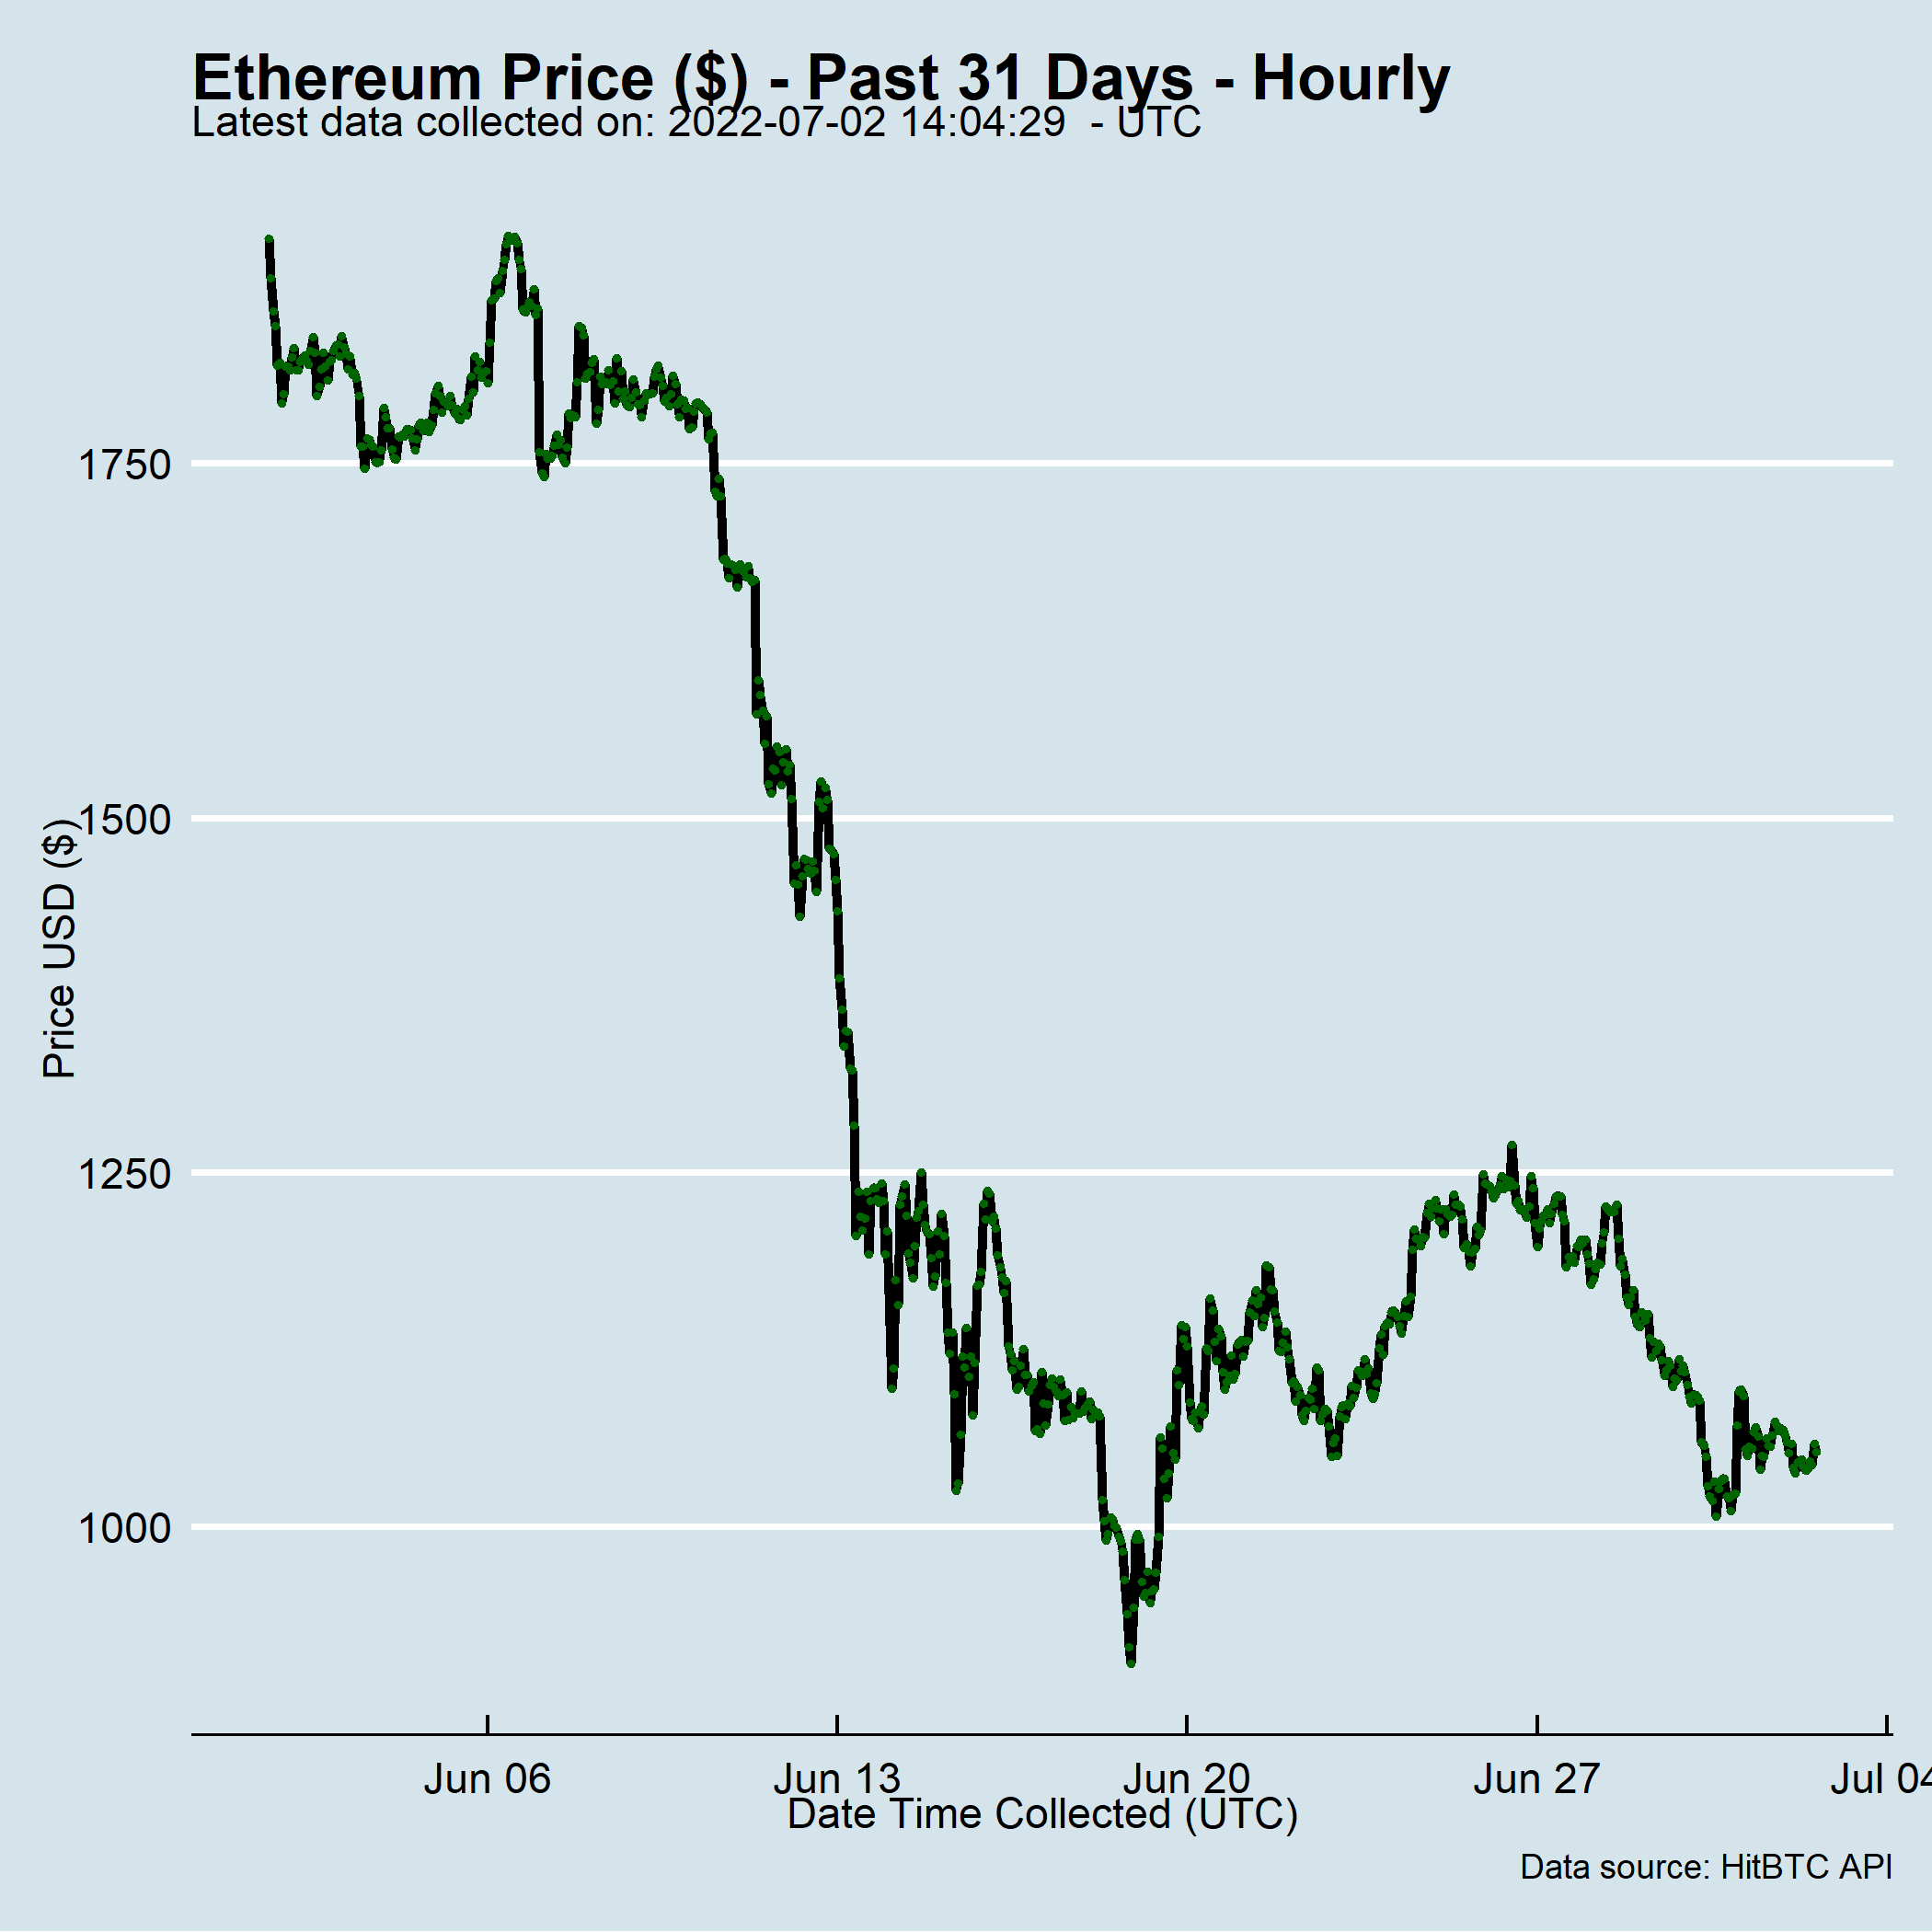 Ethereum Price ($) - Past 31 Days - Hourly
Latest data collected on: 2022-07-02 14:04:29  - UTC
Price USD ($)
1750
1500
1250
1000
Jun 06
Jun 13
Jun 20
Jun 27
Jul 04
Date Time Collected (UTC)
Data source: HitBTC API